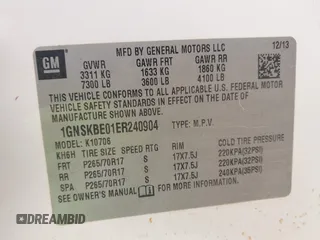 GM
MFD BY GENERAL MOTORS LLC
12/13
GVWR GAWR FRT GAWR RR
3311 KG 1633 KG 1860 KG
7300 LB 3600 LB 4100 LB
THIS VEHICLE CONFORMS TO ALL APPLICABLE U.S. FEDERAL MOTOR
VEHICLE SAFETY STANDARDS IN EFFECT ON THE DATE OF
MANUFACTURE SHOWN ABOVE.
1GNSKBE01ER240904 TYPE: M.P.V.
MODEL: K10706
KH6H TIRE SIZE SPEED RTG RIM COLD TIRE PRESSURE
FRT P265/70R17 S 17X7.5J 220KPA(32PSI)
RR P265/70R17 S 17X7.5J 220KPA(32PSI)
SPA P265/70R17 S 17X7.5J 240KPA(35PSI)
SEE OWNER'S MANUAL FOR ADDITIONAL INFORMATION.
DREAMBID